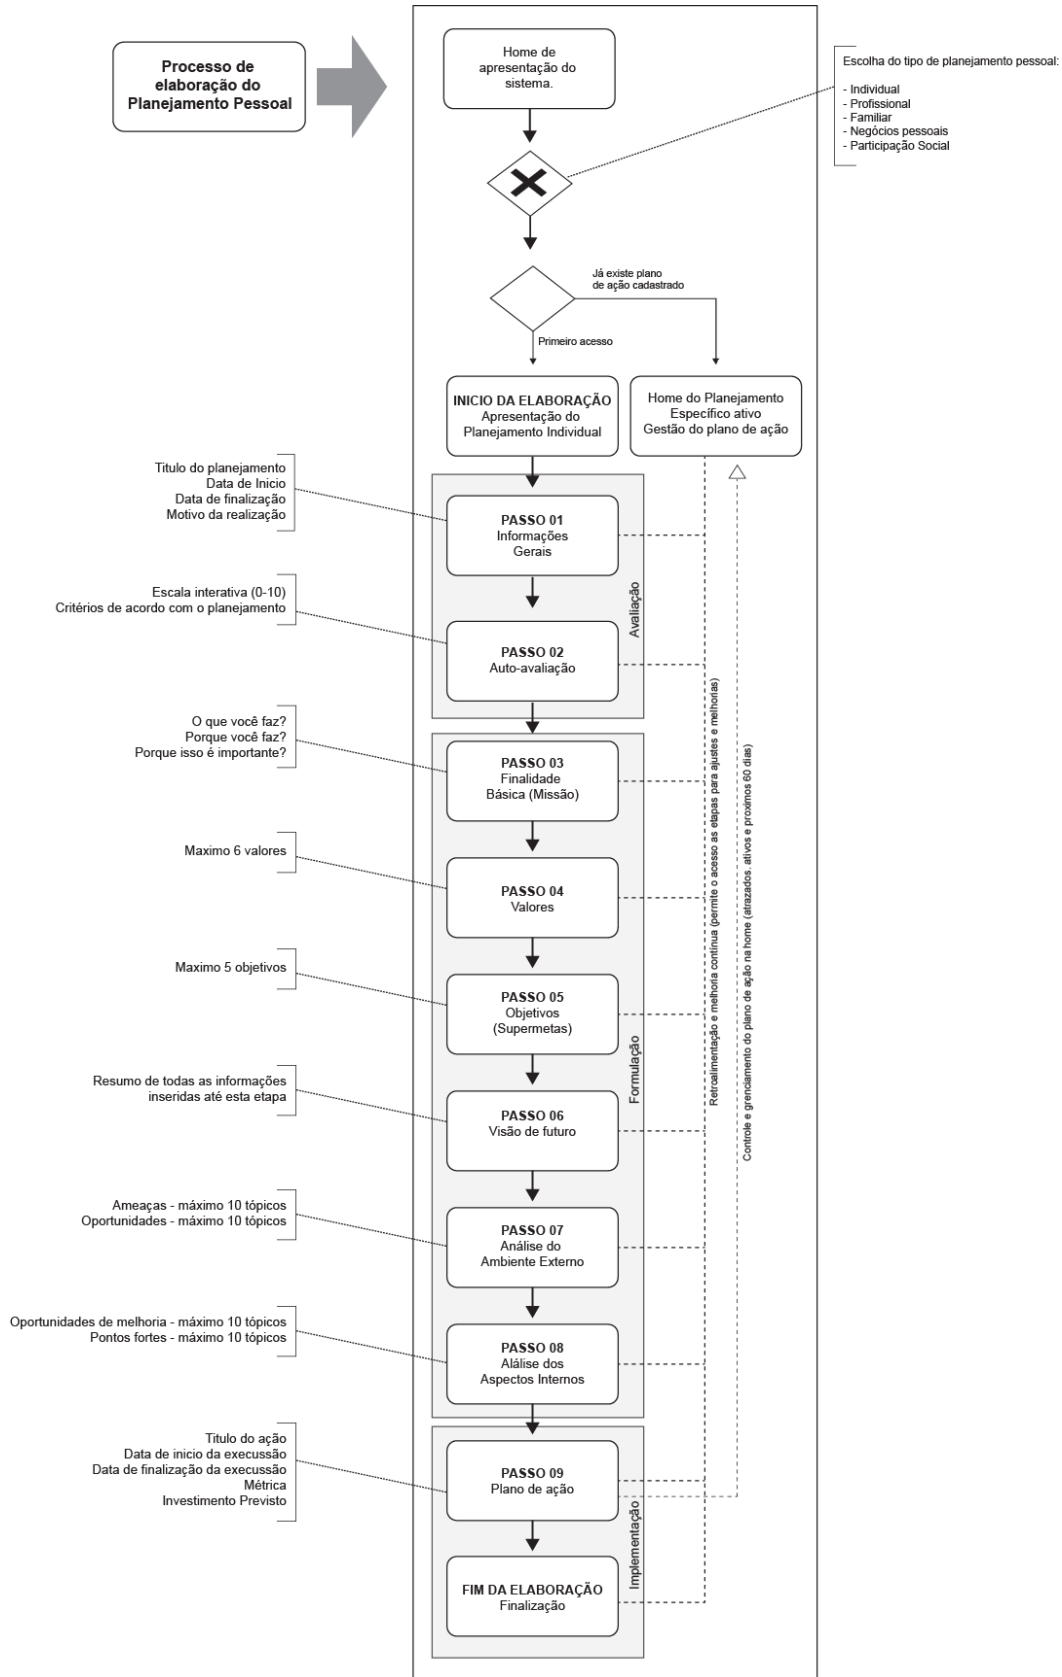 Processo de
elaboração do
Planejamento Pessoal
Home de
apresentação do
sistema.
Escolha do tipo de planejamento pessoal:
- Individual
- Profissional
- Familiar
- Negócios pessoais
- Participação Social
Já existe plano
de ação cadastrado
Primeiro acesso
INICIO DA ELABORAÇÃO
Apresentação do
Planejamento Individual
Home do Planejamento
Específico ativo
Gestão do plano de ação
Titulo do planejamento
Data de Inicio
Data de finalização
Motivo da realização
PASSO 01
Informações
Gerais
Escala interativa (0-10)
Critérios de acordo com o planejamento
PASSO 02
Auto-avaliação
Avaliação
O que você faz?
Porque você faz?
Porque isso é importante?
PASSO 03
Finalidade
Básica (Missão)
Maximo 6 valores
PASSO 04
Valores
Maximo 5 objetivos
PASSO 05
Objetivos
(Supermetas)
Formulação
Retroalimentação e melhoria contínua (permite o acesso as etapas para ajustes e melhorias)
Controle e grenciamento do plano de ação na home (atrazados. ativos e proximos 60 dias)
Resumo de todas as informações
inseridas até esta etapa
PASSO 06
Visão de futuro
Ameaças - máximo 10 tópicos
Oportunidades - máximo 10 tópicos
PASSO 07
Análise do
Ambiente Externo
Oportunidades de melhoria - máximo 10 tópicos
Pontos fortes - máximo 10 tópicos
PASSO 08
Alálise dos
Aspectos Internos
Titulo do ação
Data de inicio da execussão
Data de finalização da execussão
Métrica
Investimento Previsto
PASSO 09
Plano de ação
Implementação
FIM DA ELABORAÇÃO
Finalização